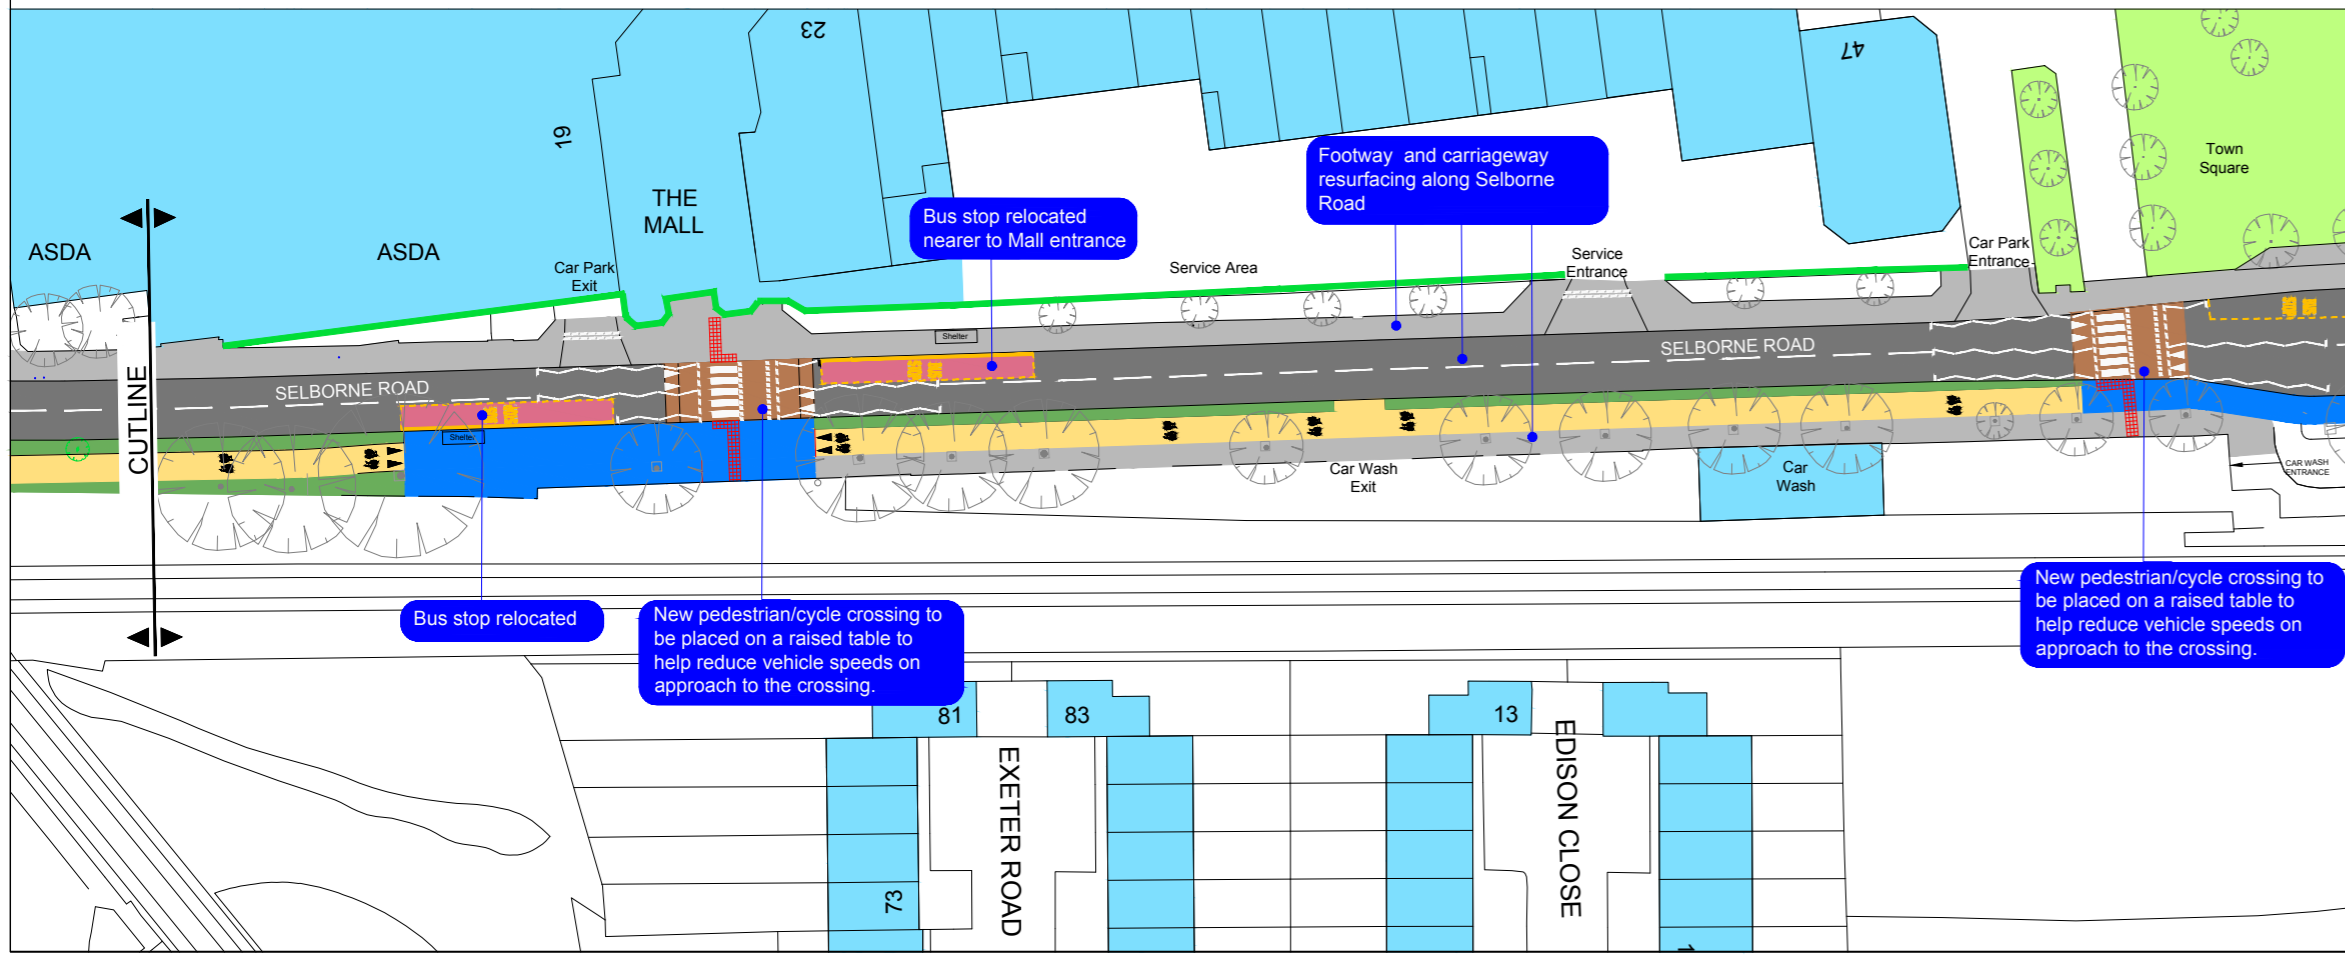 23
47
19
THE
MALL
Footway and carriageway
resurfacing along Selborne
Road
Town
Square
Bus stop relocated
nearer to Mall entrance
ASDA
ASDA
Car Park
Exit
Service Area
Service
Entrance
Car Park
Entrance
Shelter
SELBORNE ROAD
SELBORNE ROAD
CUTLINE
Shelter
Car Wash
Exit
Car
Wash
CAR WASH
ENTRANCE
Bus stop relocated
New pedestrian/cycle crossing to
be placed on a raised table to
help reduce vehicle speeds on
approach to the crossing.
New pedestrian/cycle crossing to
be placed on a raised table to
help reduce vehicle speeds on
approach to the crossing.
81
83
13
EXETER ROAD
EDISON CLOSE
73
1